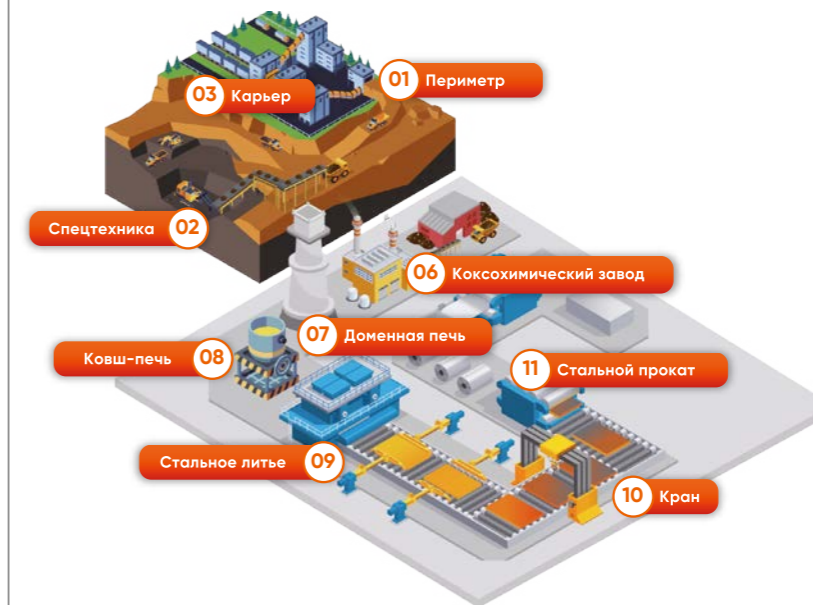 01 Периметр
03 Карьер
Спецтехника 02
06 Коксохимический завод
07 Доменная печь
Ковш-печь 08
11 Стальной прокат
Стальное литье 09
10 Кран